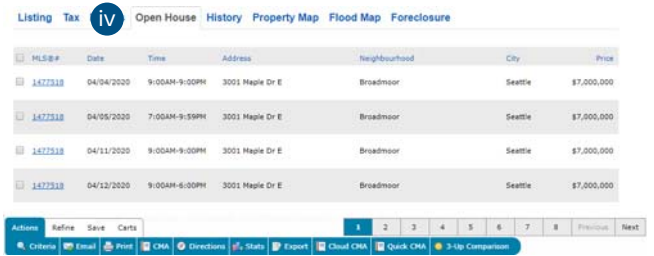 Listing Tax iv Open House History Property Map Flood Map Foreclosure
MLS®# Date Time Address Neighbourhood City Price
1477518 04/04/2020 9:00AM-9:00PM 3001 Maple Dr E Broadmoor Seattle $7,000,000
1477518 04/05/2020 7:00AM-9:59PM 3001 Maple Dr E Broadmoor Seattle $7,000,000
1477518 04/11/2020 9:00AM-9:00PM 3001 Maple Dr E Broadmoor Seattle $7,000,000
1477518 04/12/2020 9:00AM-6:00PM 3001 Maple Dr E Broadmoor Seattle $7,000,000
Actions Refine Save Carts 1 2 3 4 5 6 7 8 Previous Next
Criteria Email Print CMA Directions Stats Export Cloud CMA Quick CMA 3-Up Comparison